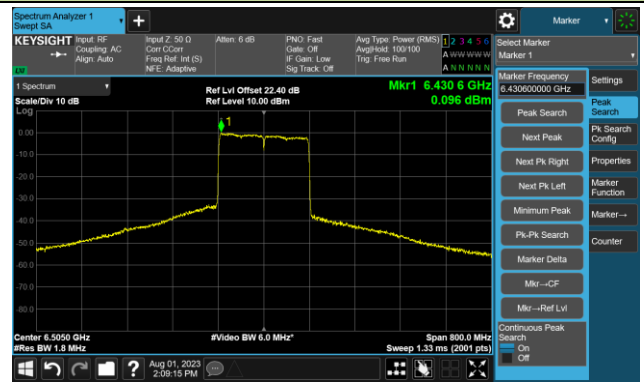 Spectrum Analyzer 1
Swept SA
+
Marker
KEYSIGHT
Input: RF
Coupling: AC
Align: Auto
Input Z: 50 Ω
Corr CCorr
Freq Ref: Int (S)
NFE: Adaptive
Atten: 6 dB
PNO: Fast
Gate: Off
IF Gain: Low
Sig Track: Off
Avg Type: Power (RMS)
Avg|Hold: 100/100
Trig: Free Run
1 2 3 4 5 6
A W W W W W
A N N N N N
LW
Select Marker
Marker 1
1 Spectrum
Scale/Div 10 dB
Ref Lvl Offset 22.40 dB
Ref Level 10.00 dBm
Mkr1 6.430 6 GHz
0.096 dBm
Log
1
0.00
-10.0
-20.0
-30.0
-40.0
-50.0
-60.0
-70.0
-80.0
Center 6.5050 GHz
#Res BW 1.8 MHz
#Video BW 6.0 MHz*
Span 800.0 MHz
Sweep 1.33 ms (2001 pts)
Marker Frequency
6.430600000 GHz
Peak Search
Next Peak
Next Pk Right
Next Pk Left
Minimum Peak
Pk-Pk Search
Marker Delta
Mkr→CF
Mkr→Ref Lvl
Continuous Peak
Search
On
Off
Settings
Peak
Search
Pk Search
Config
Properties
Marker
Function
Marker→
Counter
?
Aug 01, 2023
2:09:15 PM